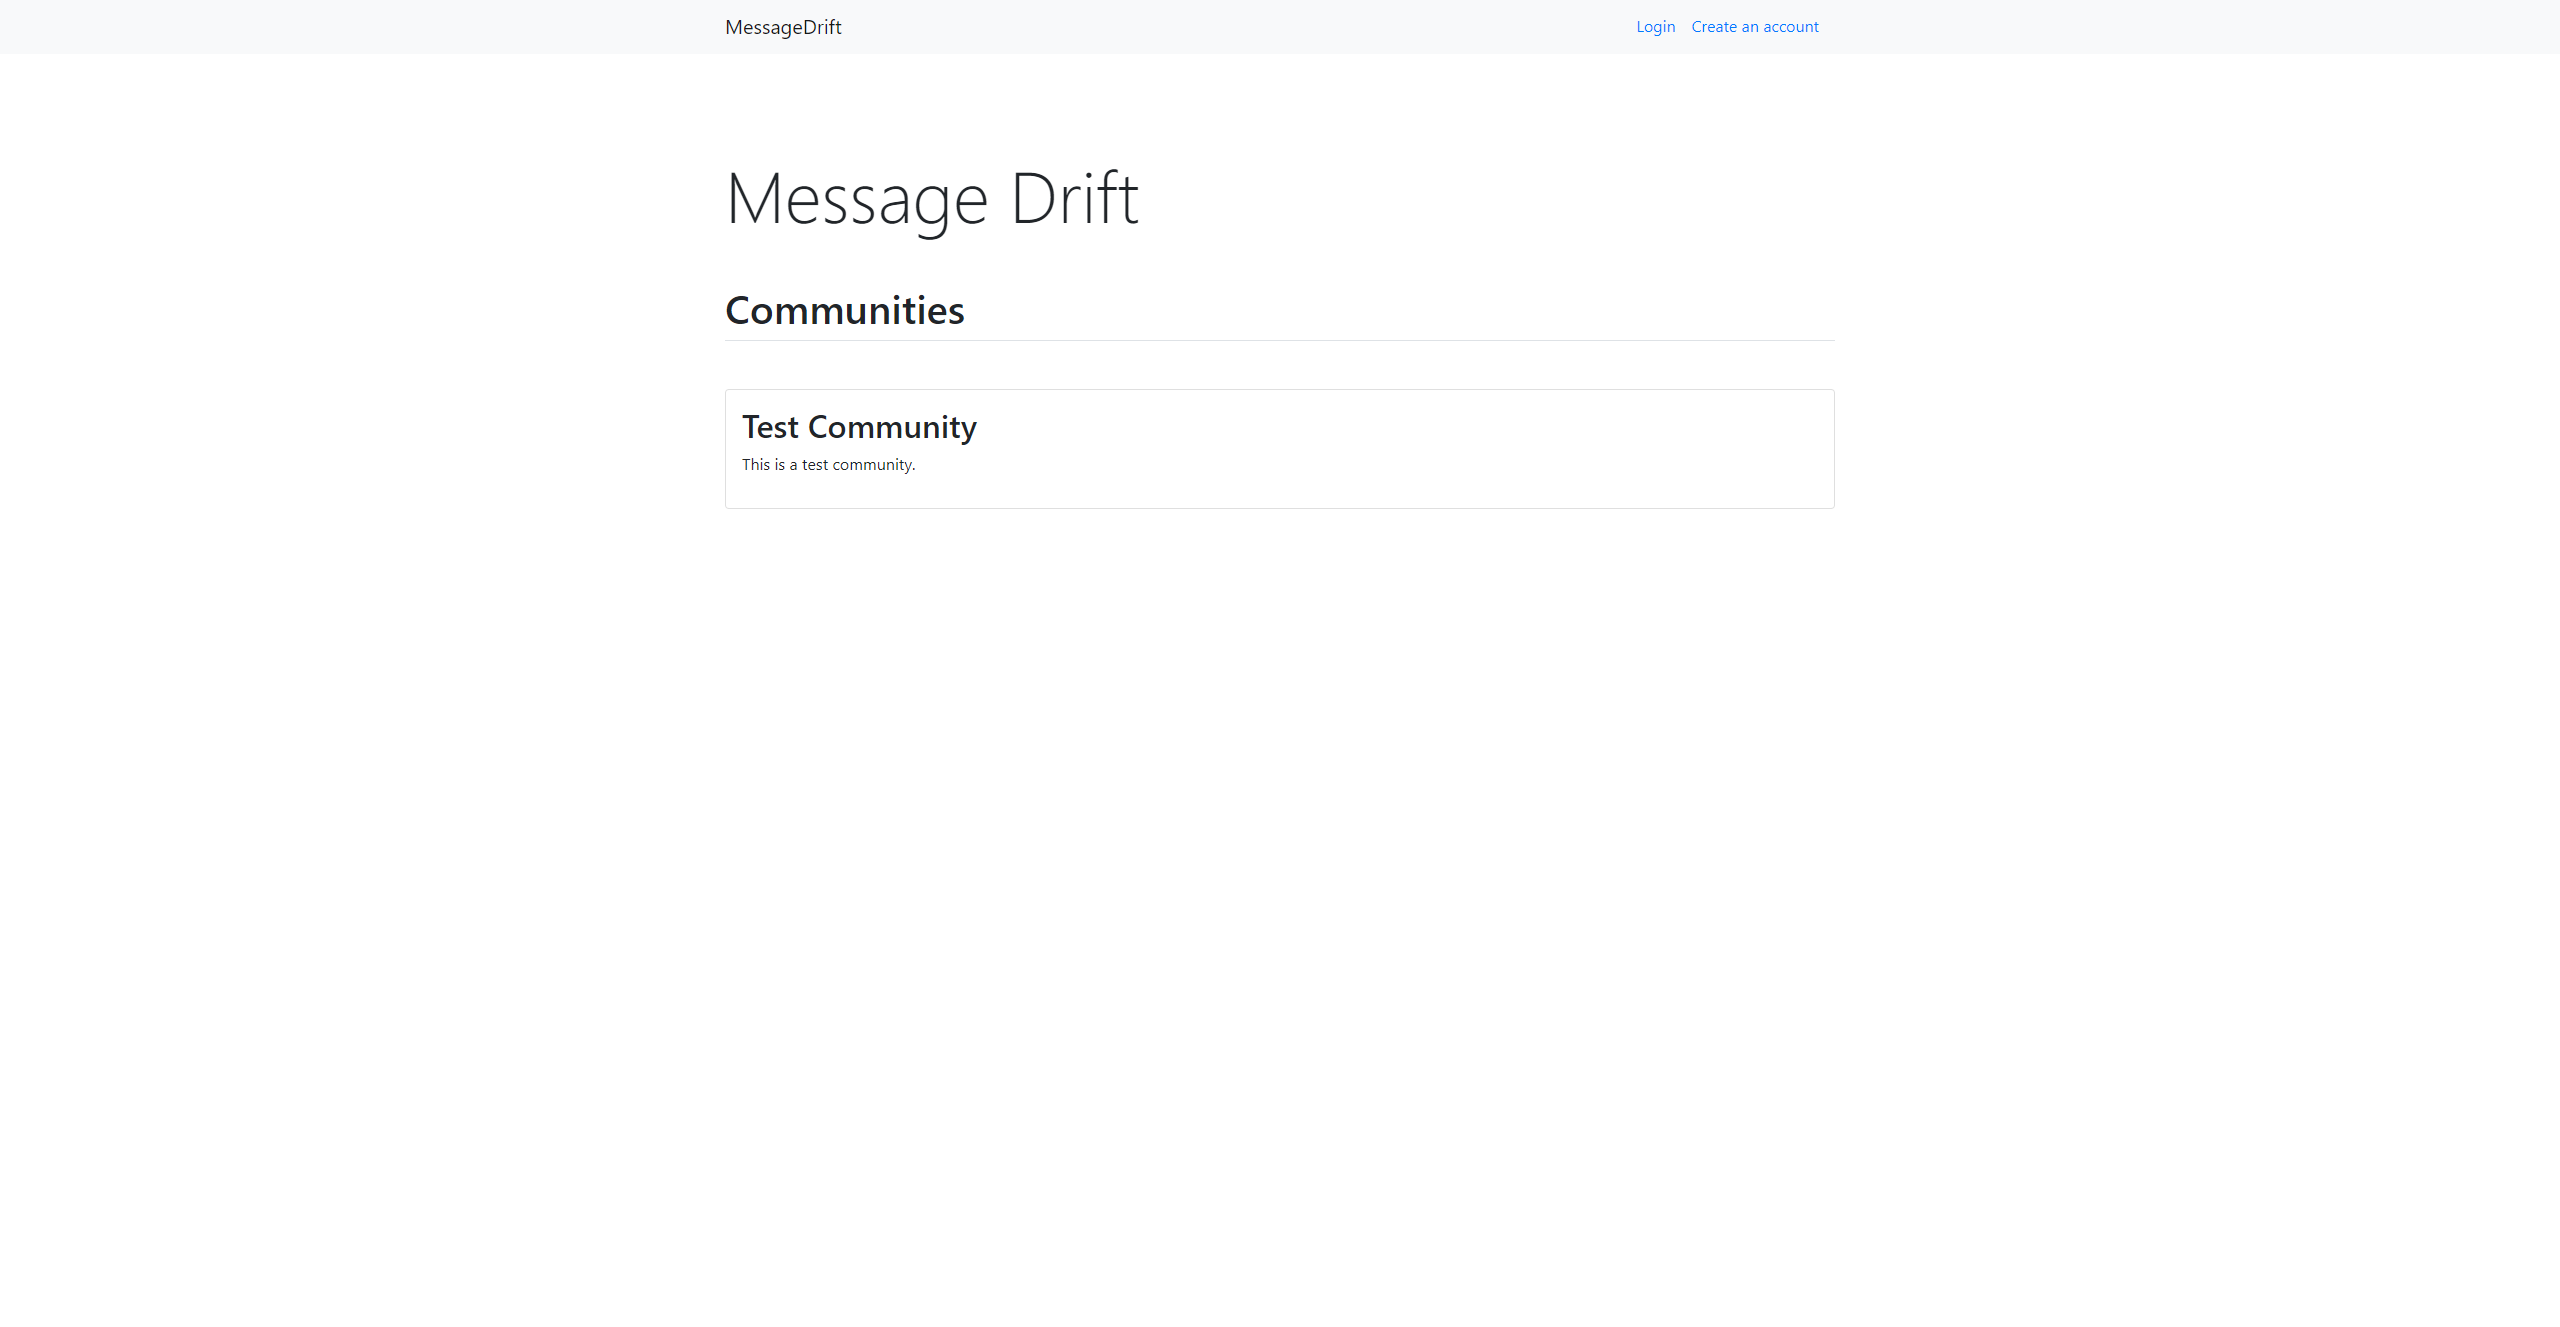 MessageDrift
Login Create an account
Message Drift
Communities
Test Community
This is a test community.